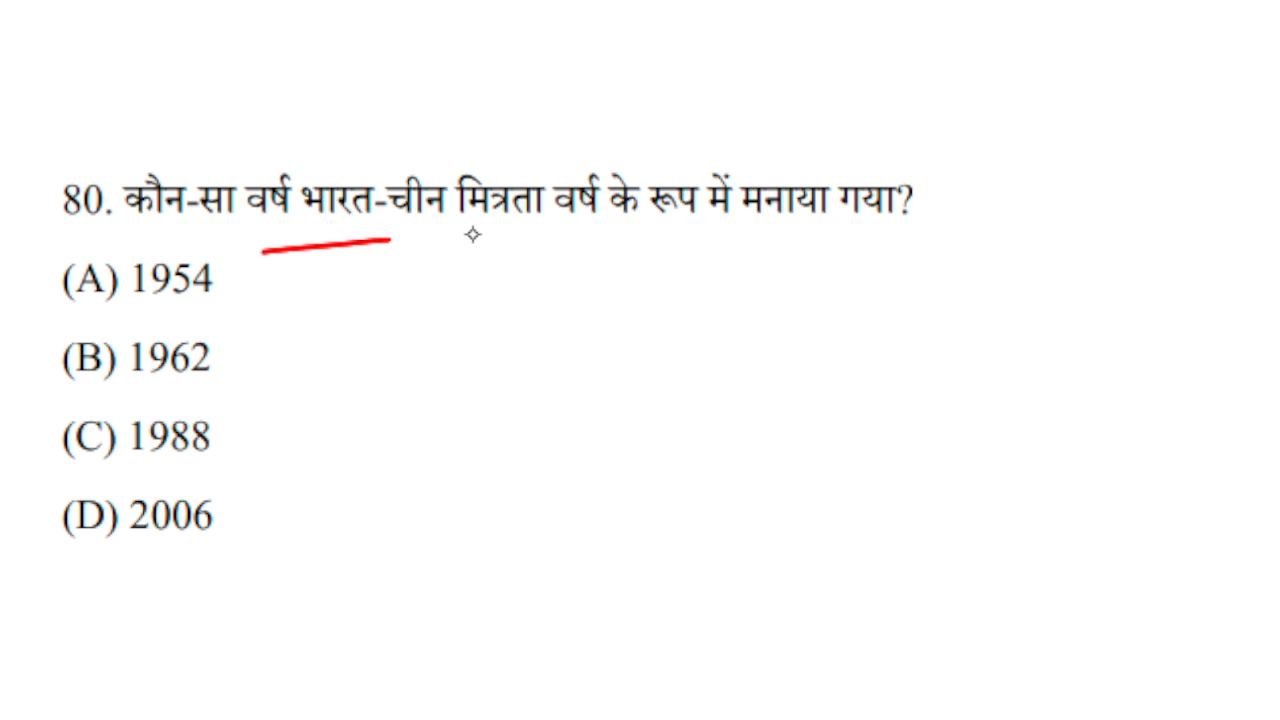 80. कौन-सा वर्ष भारत-चीन मित्रता वर्ष के रूप में मनाया गया?
(A) 1954
(B) 1962
(C) 1988
(D) 2006